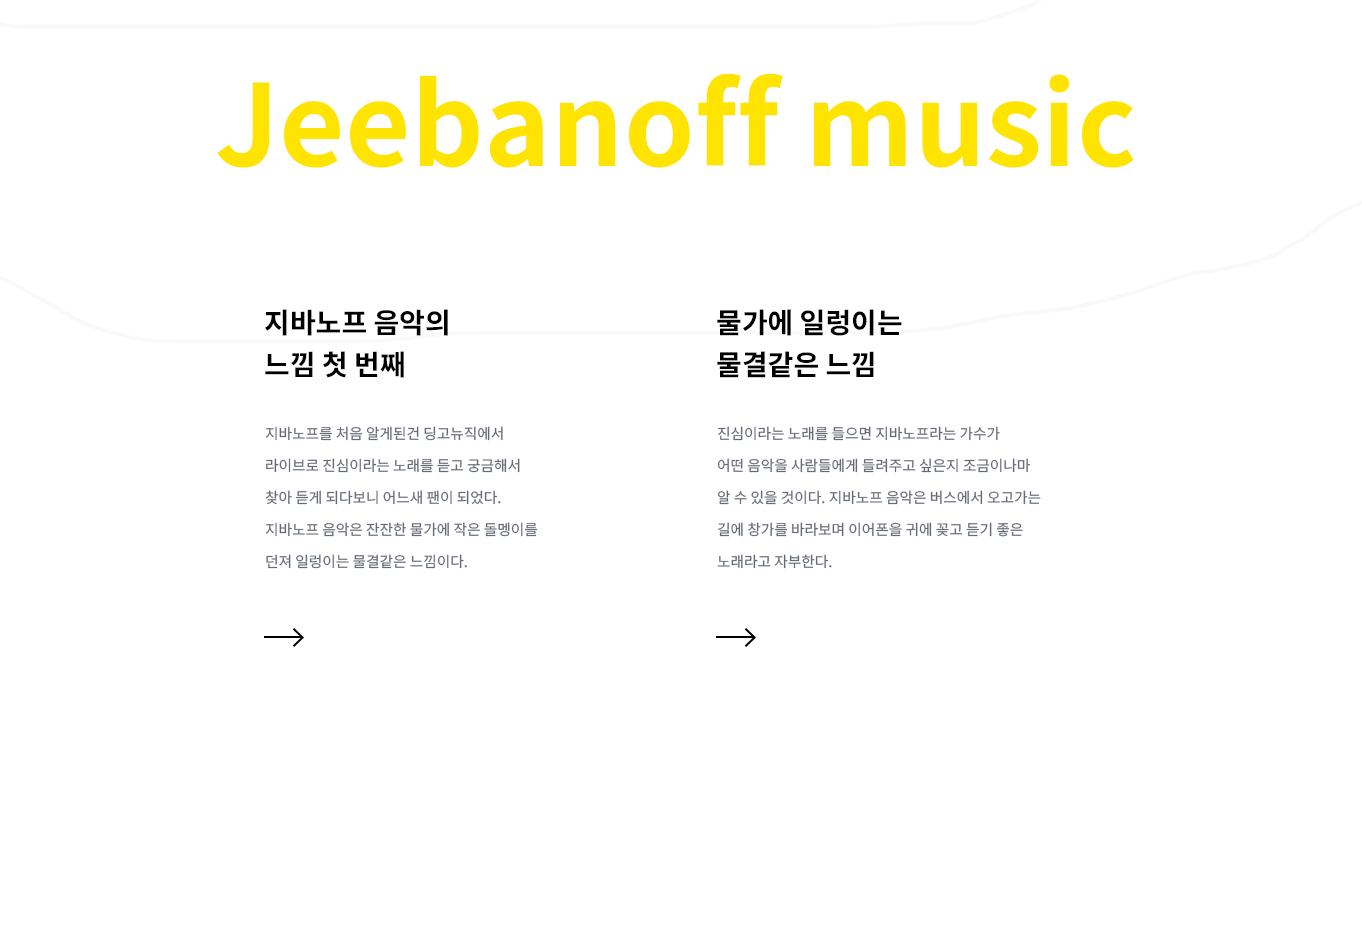 Jeebanoff music
지바노프 음악의
느낌 첫 번째
지바노프를 처음 알게된건 딩고뉴직에서
라이브로 진심이라는 노래를 듣고 궁금해서
찾아 듣게 되다보니 어느새 팬이 되었다.
지바노프 음악은 잔잔한 물가에 작은 돌멩이를
던져 일렁이는 물결같은 느낌이다.
물가에 일렁이는
물결같은 느낌
진심이라는 노래를 들으면 지바노프라는 가수가
어떤 음악을 사람들에게 들려주고 싶은지 조금이나마
알 수 있을 것이다. 지바노프 음악은 버스에서 오고가는
길에 창가를 바라보며 이어폰을 귀에 꽂고 듣기 좋은
노래라고 자부한다.